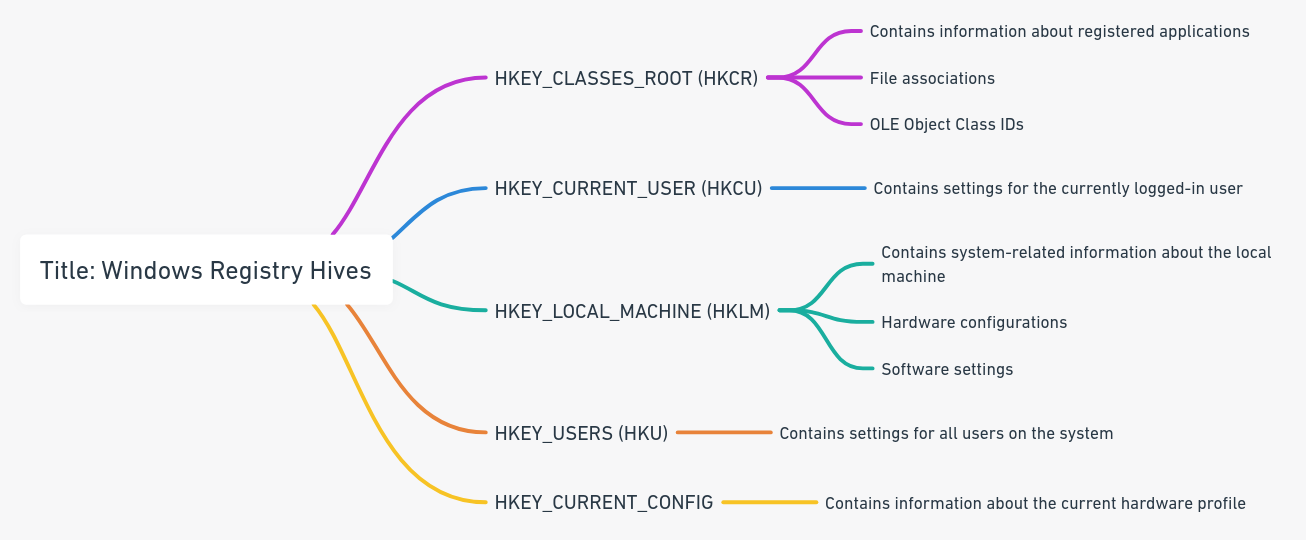 Title: Windows Registry Hives
HKEY_CLASSES_ROOT (HKCR)
Contains information about registered applications
File associations
OLE Object Class IDs
HKEY_CURRENT_USER (HKCU)
Contains settings for the currently logged-in user
HKEY_LOCAL_MACHINE (HKLM)
Contains system-related information about the local
machine
Hardware configurations
Software settings
HKEY_USERS (HKU)
Contains settings for all users on the system
HKEY_CURRENT_CONFIG
Contains information about the current hardware profile